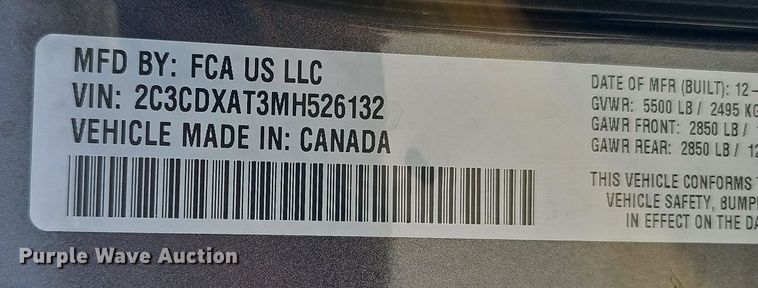 MFD BY: FCA US LLC
VIN: 2C3CDXAT3MH526132
VEHICLE MADE IN: CANADA
DATE OF MFR (BUILT): 12-
GVWR: 5500 LB / 2495 KG
GAWR FRONT: 2850 LB /
GAWR REAR: 2850 LB / 12
THIS VEHICLE CONFORMS
VEHICLE SAFETY, BUMP
IN EFFECT ON THE DA
Purple Wave Auction